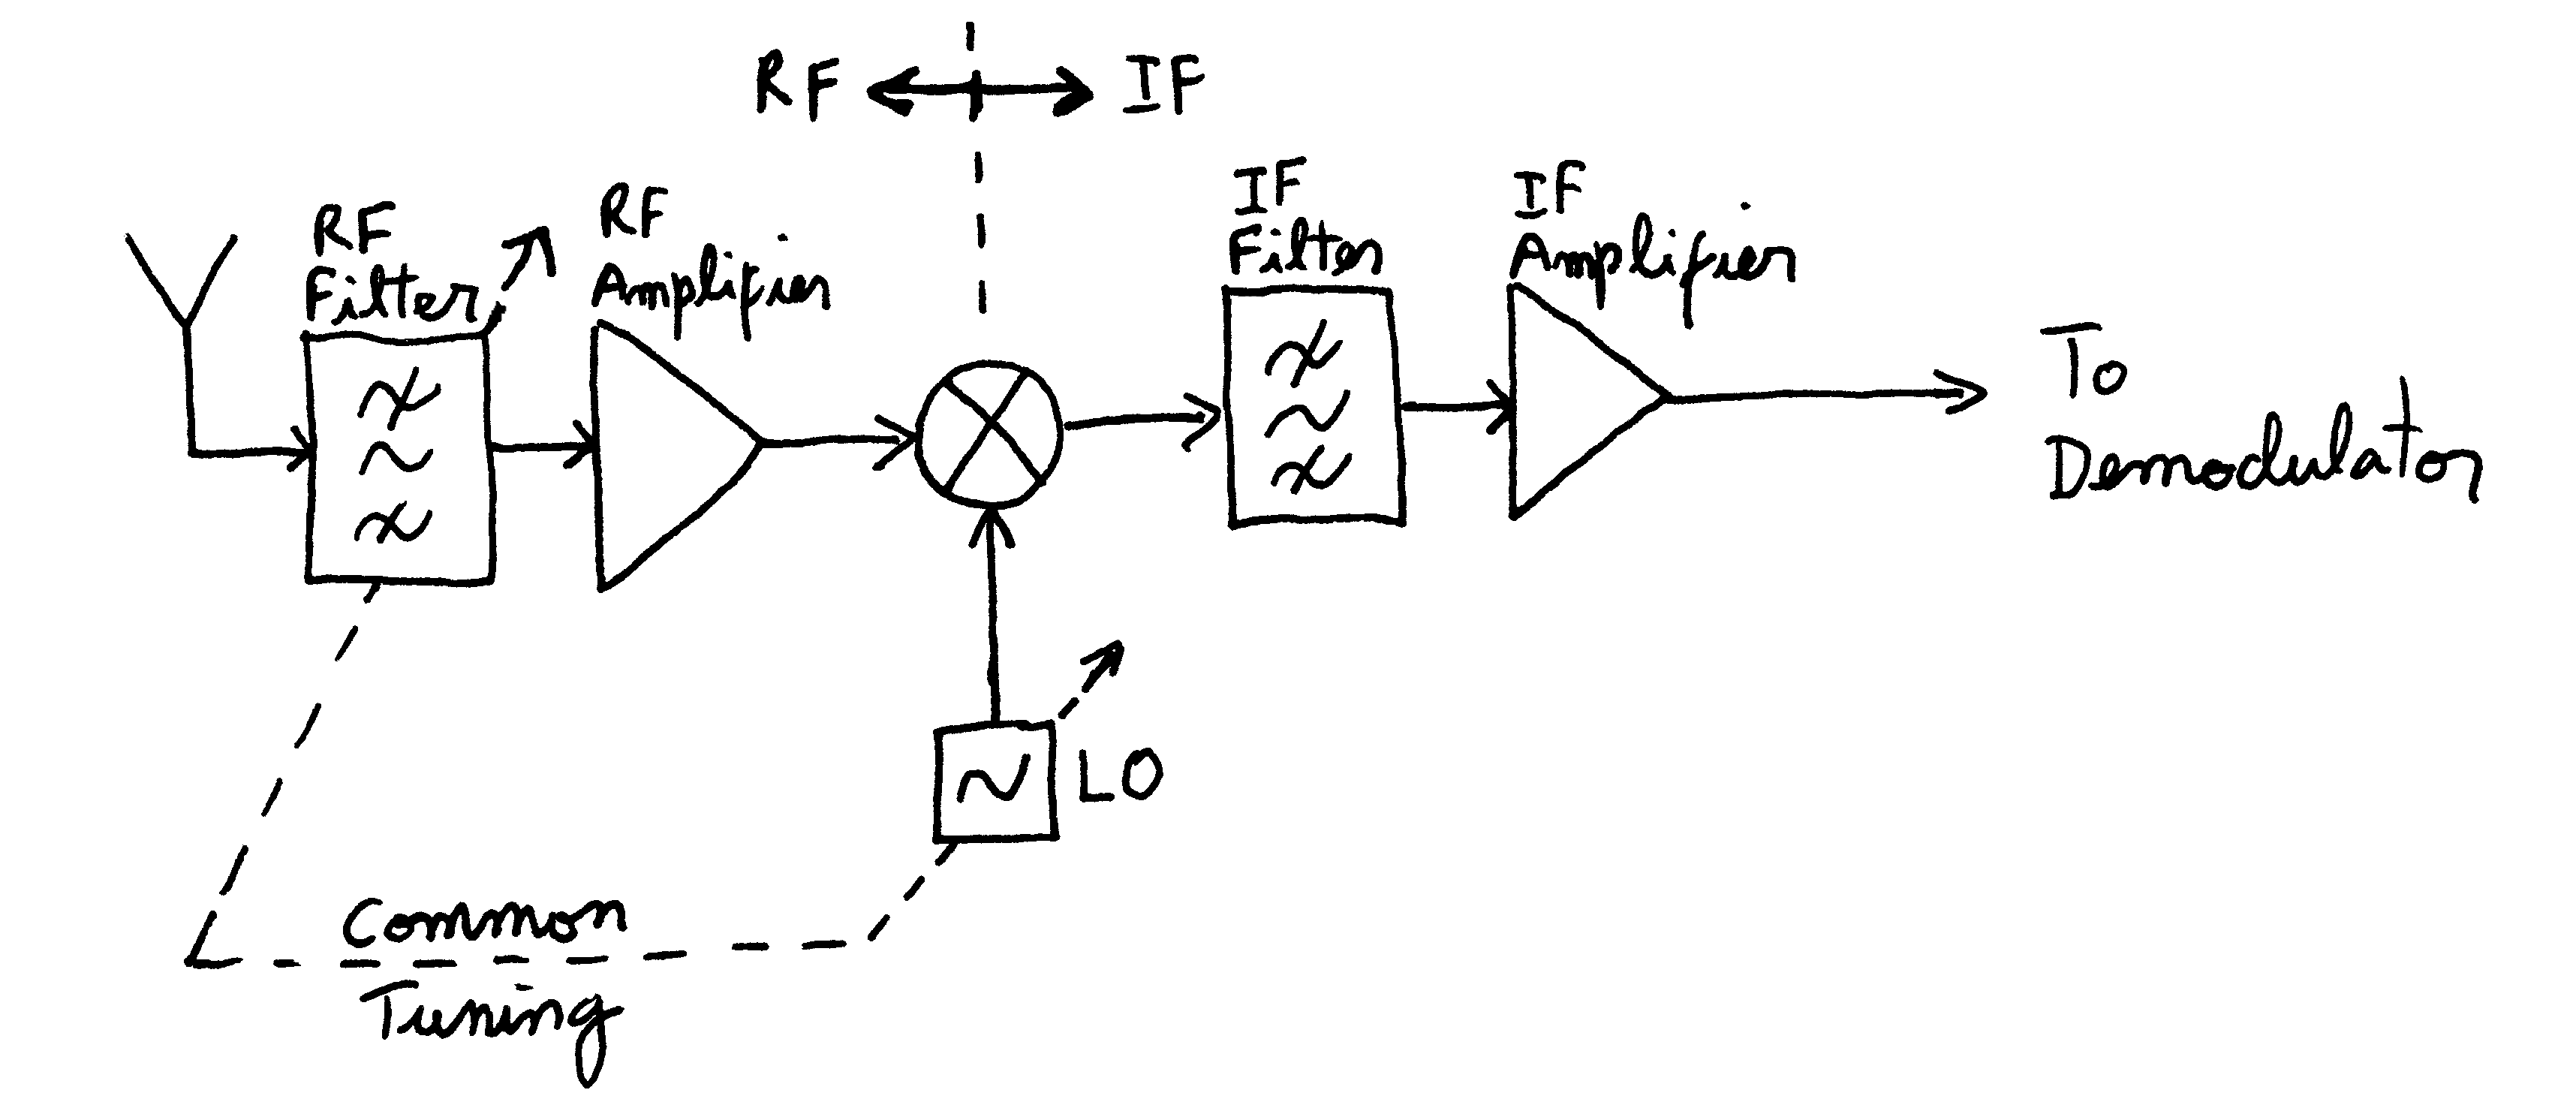 RF
IF
RF
Filter
RF
Amplifier
IF
Filter
IF
Amplifier
To
Demodulator
LO
Common
Tuning